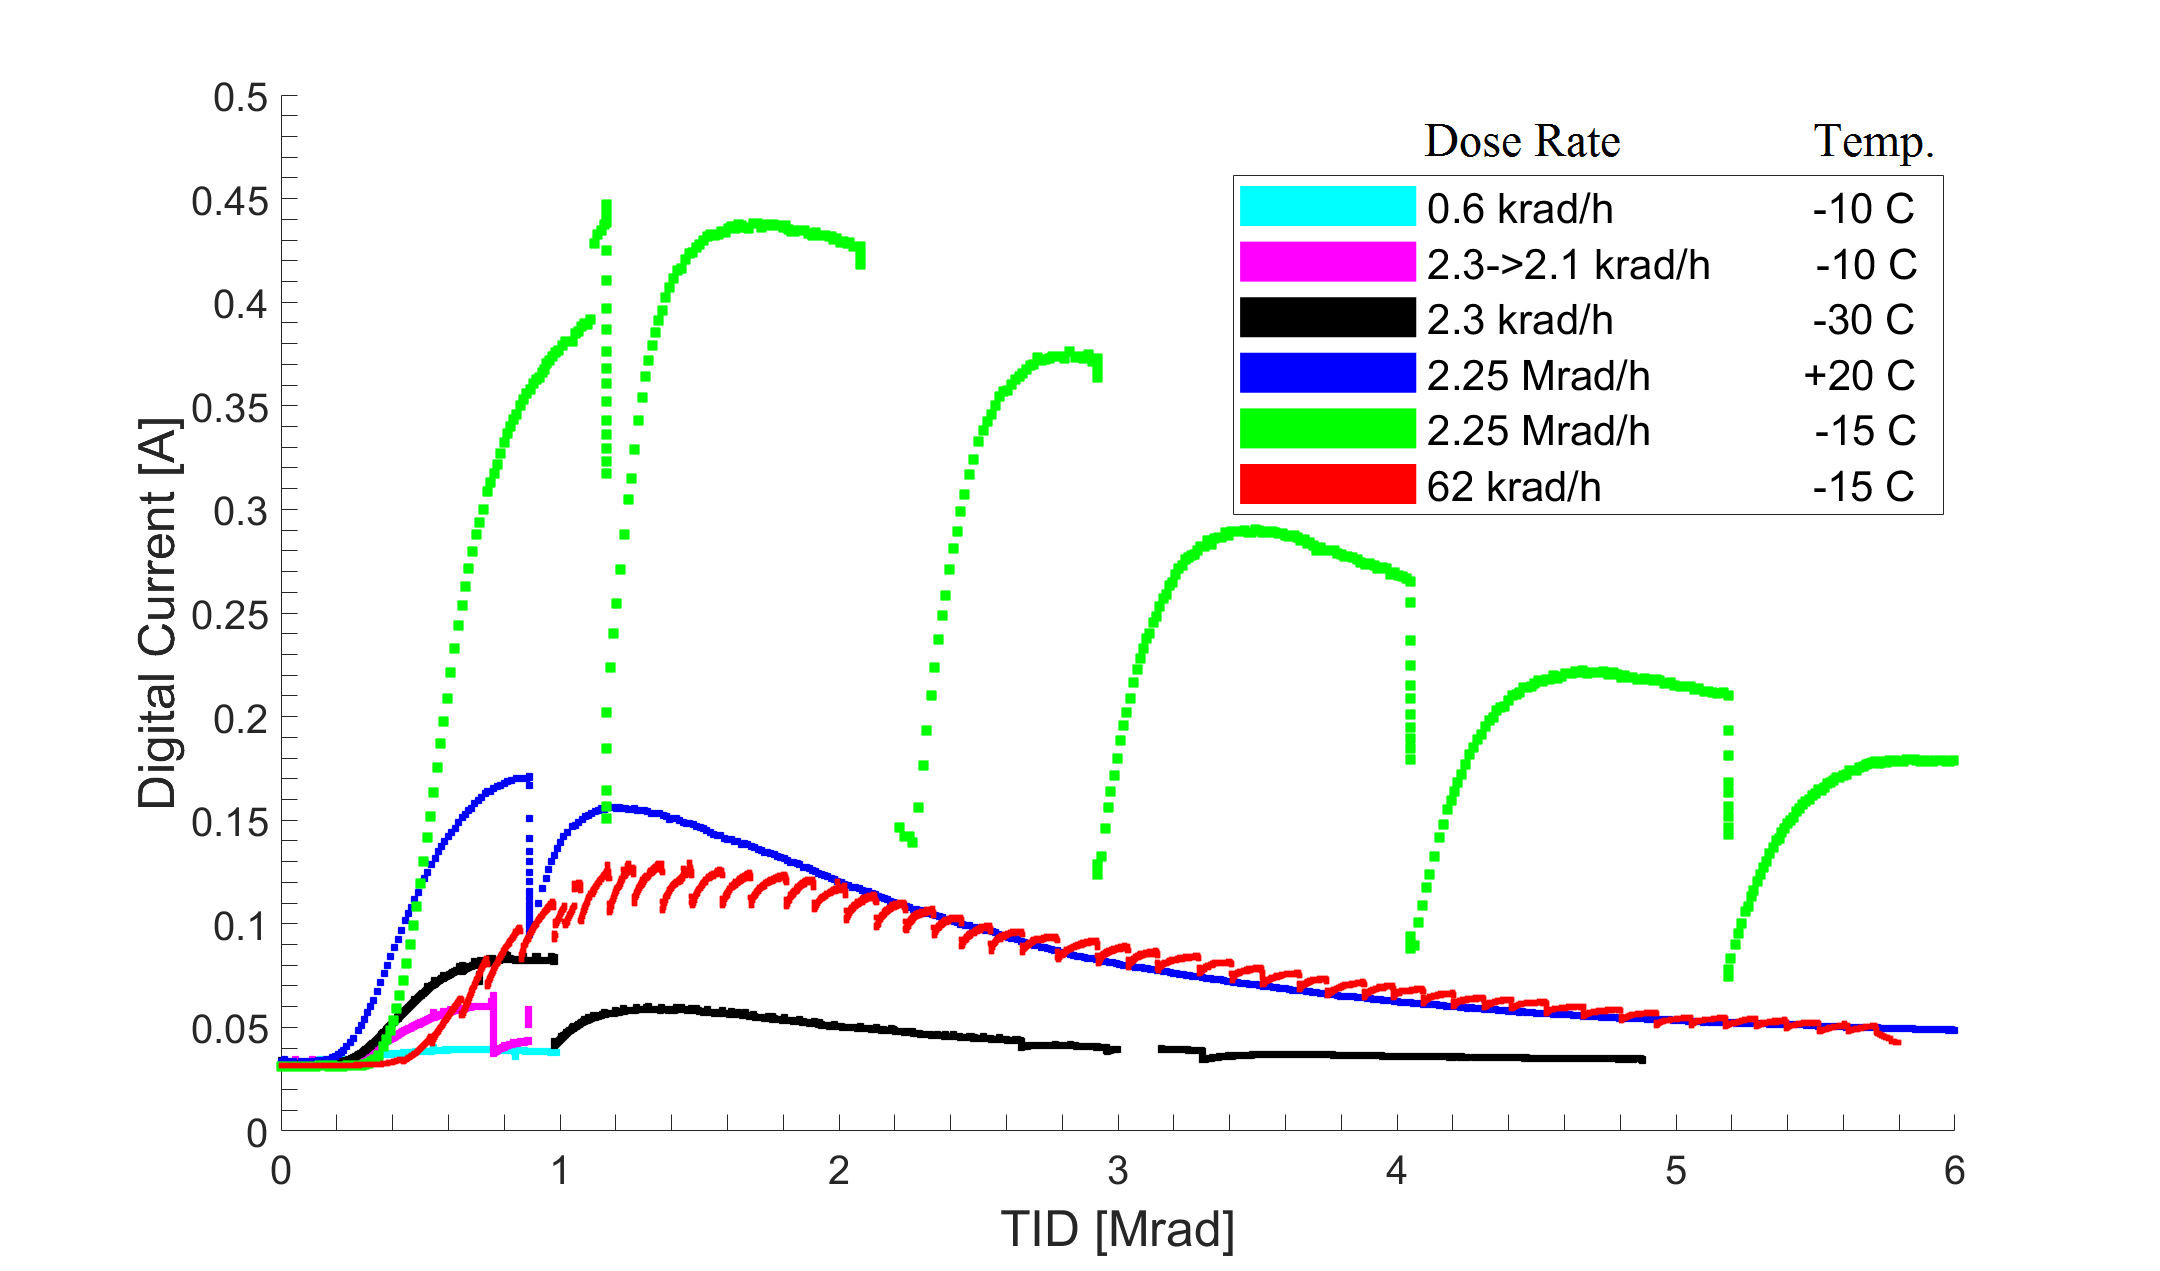 Dose Rate Temp.
0.6 krad/h -10 C
2.3->2.1 krad/h -10 C
2.3 krad/h -30 C
2.25 Mrad/h +20 C
2.25 Mrad/h -15 C
62 krad/h -15 C
0.5
0.45
0.4
0.35
0.3
0.25
0.2
0.15
0.1
0.05
0
Digital Current [A]
0 1 2 3 4 5 6
TID [Mrad]